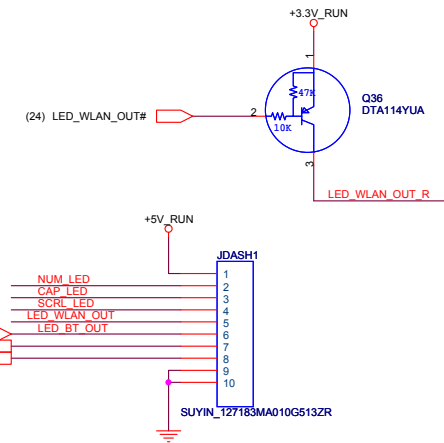 +3.3V_RUN
1
47K
Q36
DTA114YUA
(24) LED_WLAN_OUT#
2
10K
3
LED_WLAN_OUT_R
+5V_RUN
JDASH1
1
NUM_LED
2
CAP_LED
3
SCRL_LED
4
LED_WLAN_OUT
5
LED_BT_OUT
6
7
8
9
10
SUYIN_127183MA010G513ZR